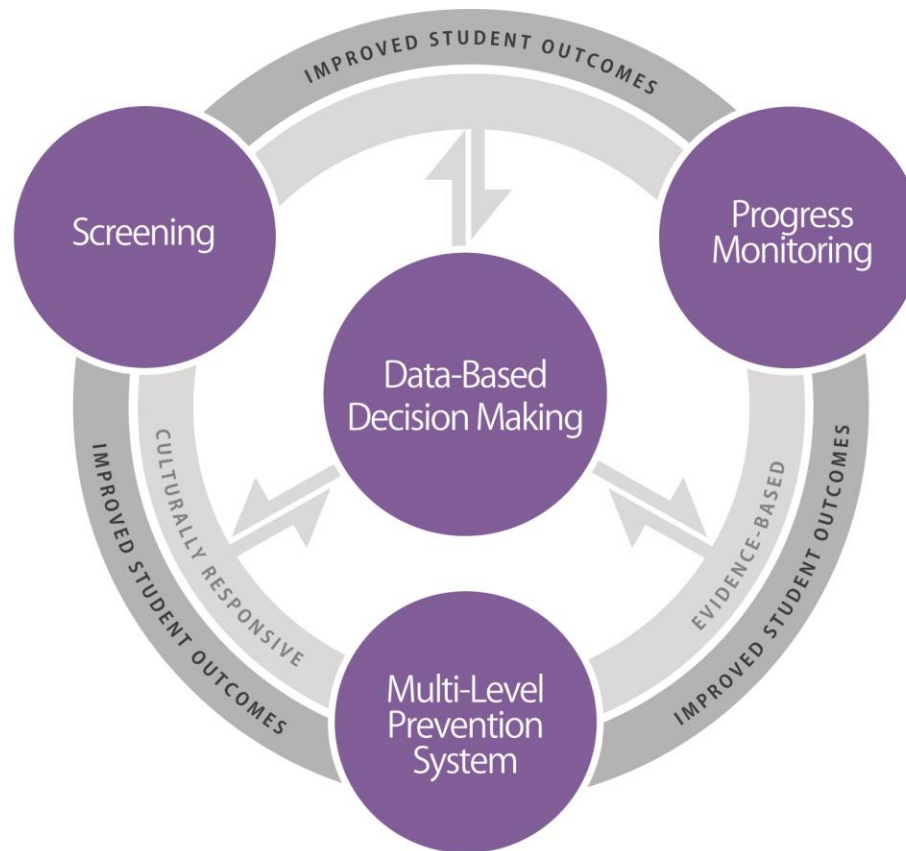 IMPROVED STUDENT OUTCOMES
Screening
Progress
Monitoring
Data-Based
Decision Making
CULTURALLY RESPONSIVE
EVIDENCE-BASED
IMPROVED STUDENT OUTCOMES
IMPROVED STUDENT OUTCOMES
Multi-Level
Prevention
System